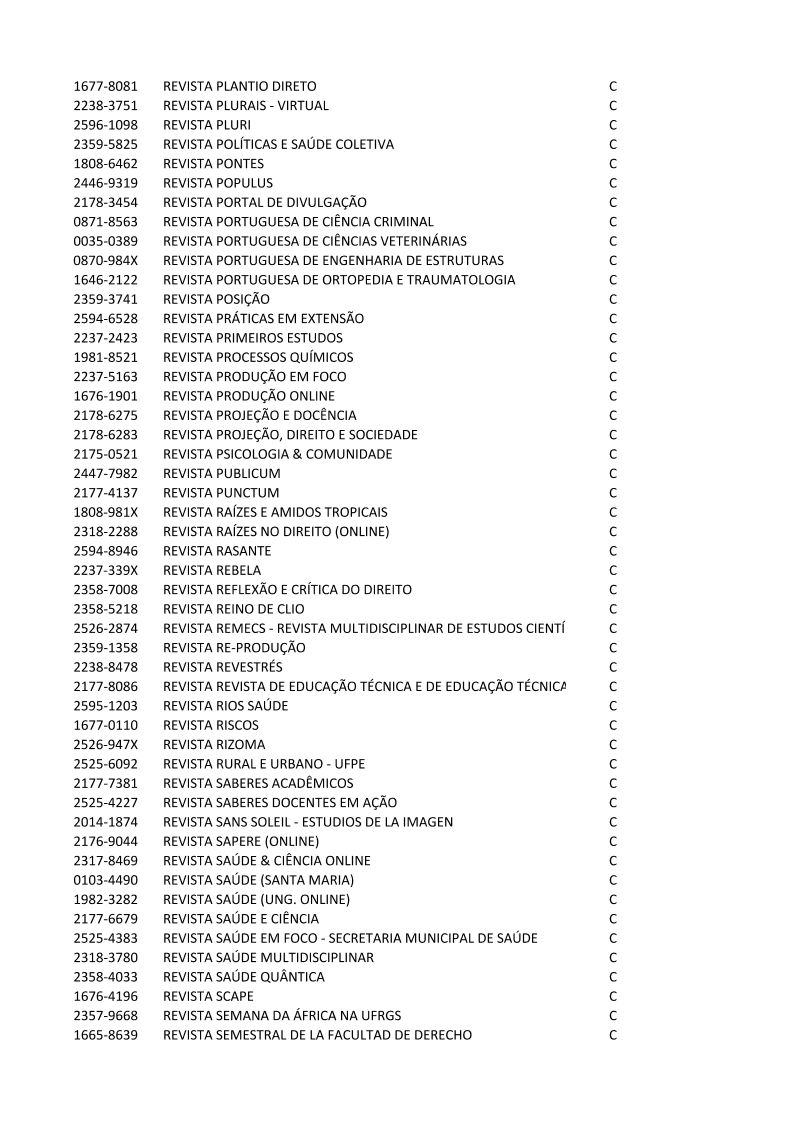 1677-8081 REVISTA PLANTIO DIRETO C
2238-3751 REVISTA PLURAIS - VIRTUAL C
2596-1098 REVISTA PLURI C
2359-5825 REVISTA POLÍTICAS E SAÚDE COLETIVA C
1808-6462 REVISTA PONTES C
2446-9319 REVISTA POPULUS C
2178-3454 REVISTA PORTAL DE DIVULGAÇÃO C
0871-8563 REVISTA PORTUGUESA DE CIÊNCIA CRIMINAL C
0035-0389 REVISTA PORTUGUESA DE CIÊNCIAS VETERINÁRIAS C
0870-984X REVISTA PORTUGUESA DE ENGENHARIA DE ESTRUTURAS C
1646-2122 REVISTA PORTUGUESA DE ORTOPEDIA E TRAUMATOLOGIA C
2359-3741 REVISTA POSIÇÃO C
2594-6528 REVISTA PRÁTICAS EM EXTENSÃO C
2237-2423 REVISTA PRIMEIROS ESTUDOS C
1981-8521 REVISTA PROCESSOS QUÍMICOS C
2237-5163 REVISTA PRODUÇÃO EM FOCO C
1676-1901 REVISTA PRODUÇÃO ONLINE C
2178-6275 REVISTA PROJEÇÃO E DOCÊNCIA C
2178-6283 REVISTA PROJEÇÃO, DIREITO E SOCIEDADE C
2175-0521 REVISTA PSICOLOGIA & COMUNIDADE C
2447-7982 REVISTA PUBLICUM C
2177-4137 REVISTA PUNCTUM C
1808-981X REVISTA RAÍZES E AMIDOS TROPICAIS C
2318-2288 REVISTA RAÍZES NO DIREITO (ONLINE) C
2594-8946 REVISTA RASANTE C
2237-339X REVISTA REBELA C
2358-7008 REVISTA REFLEXÃO E CRÍTICA DO DIREITO C
2358-5218 REVISTA REINO DE CLIO C
2526-2874 REVISTA REMECS - REVISTA MULTIDISCIPLINAR DE ESTUDOS CIENTÍ C
2359-1358 REVISTA RE-PRODUÇÃO C
2238-8478 REVISTA REVESTRÉS C
2177-8086 REVISTA REVISTA DE EDUCAÇÃO TÉCNICA E DE EDUCAÇÃO TÉCNICA C
2595-1203 REVISTA RIOS SAÚDE C
1677-0110 REVISTA RISCOS C
2526-947X REVISTA RIZOMA C
2525-6092 REVISTA RURAL E URBANO - UFPE C
2177-7381 REVISTA SABERES ACADÊMICOS C
2525-4227 REVISTA SABERES DOCENTES EM AÇÃO C
2014-1874 REVISTA SANS SOLEIL - ESTUDIOS DE LA IMAGEN C
2176-9044 REVISTA SAPERE (ONLINE) C
2317-8469 REVISTA SAÚDE & CIÊNCIA ONLINE C
0103-4490 REVISTA SAÚDE (SANTA MARIA) C
1982-3282 REVISTA SAÚDE (UNG. ONLINE) C
2177-6679 REVISTA SAÚDE E CIÊNCIA C
2525-4383 REVISTA SAÚDE EM FOCO - SECRETARIA MUNICIPAL DE SAÚDE C
2318-3780 REVISTA SAÚDE MULTIDISCIPLINAR C
2358-4033 REVISTA SAÚDE QUÂNTICA C
1676-4196 REVISTA SCAPE C
2357-9668 REVISTA SEMANA DA ÁFRICA NA UFRGS C
1665-8639 REVISTA SEMESTRAL DE LA FACULTAD DE DERECHO C